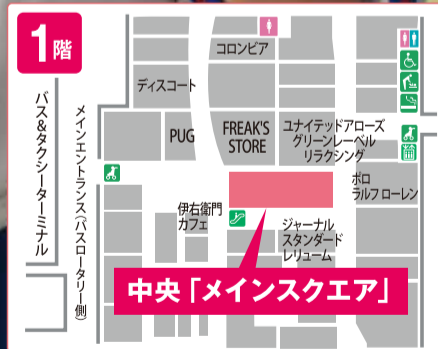 1階
コロンビア
ディスコート
バス&タクシーターミナル
メインエントランス(バスロータリー側)
PUG
FREAK'S
STORE
ユナイテッドアローズ
グリーンレーベル
リラクシング
ポロ
ラルフローレン
伊右衛門
カフェ
ジャーナル
スタンダード
レリューム
中央「メインスクエア」